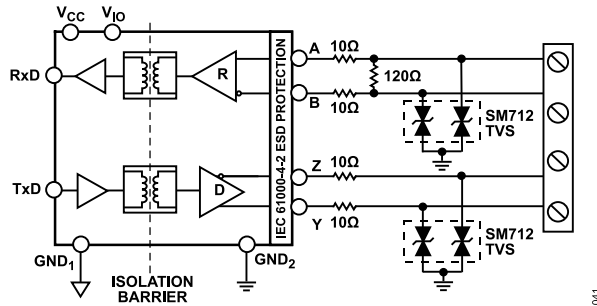 VCC
VIO
RxD
R
IEC 61000-4-2 ESD PROTECTION
A
10Ω
120Ω
B
10Ω
SM712
TVS
TxD
D
Z
10Ω
Y
10Ω
SM712
TVS
GND1
GND2
ISOLATION
BARRIER
041